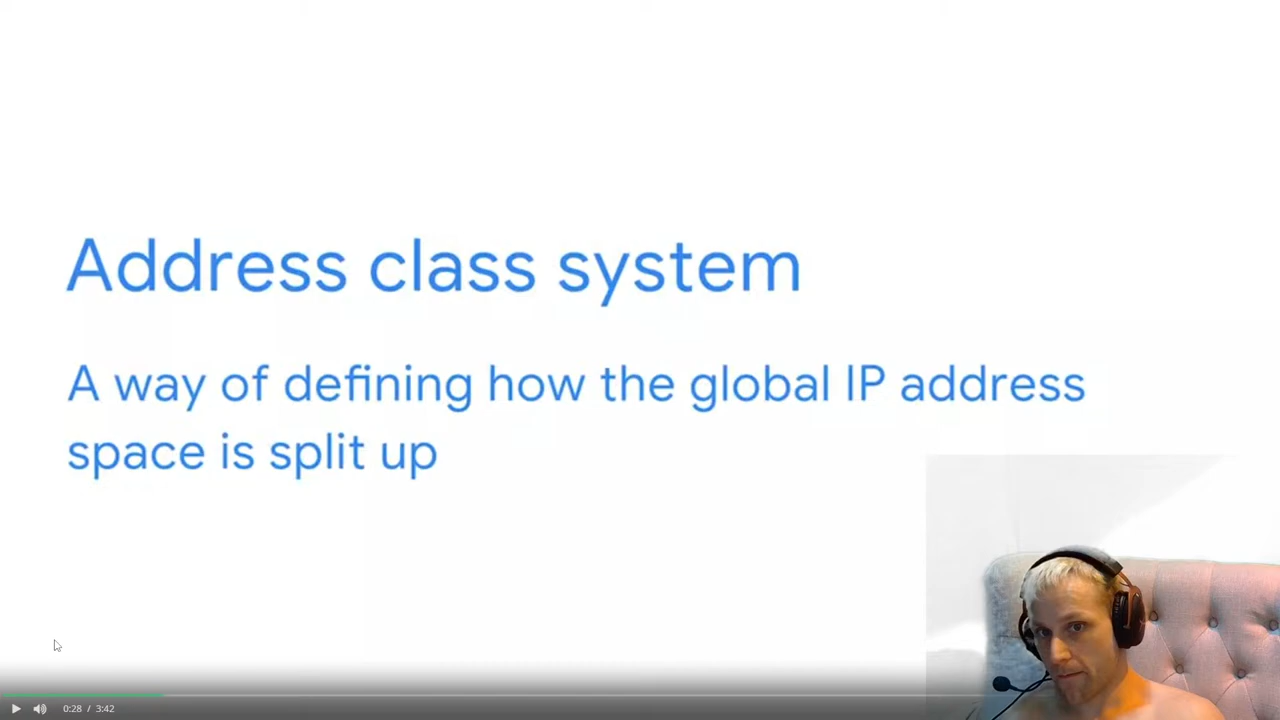 Address class system
A way of defining how the global IP address
space is split up
0:28 / 3:42